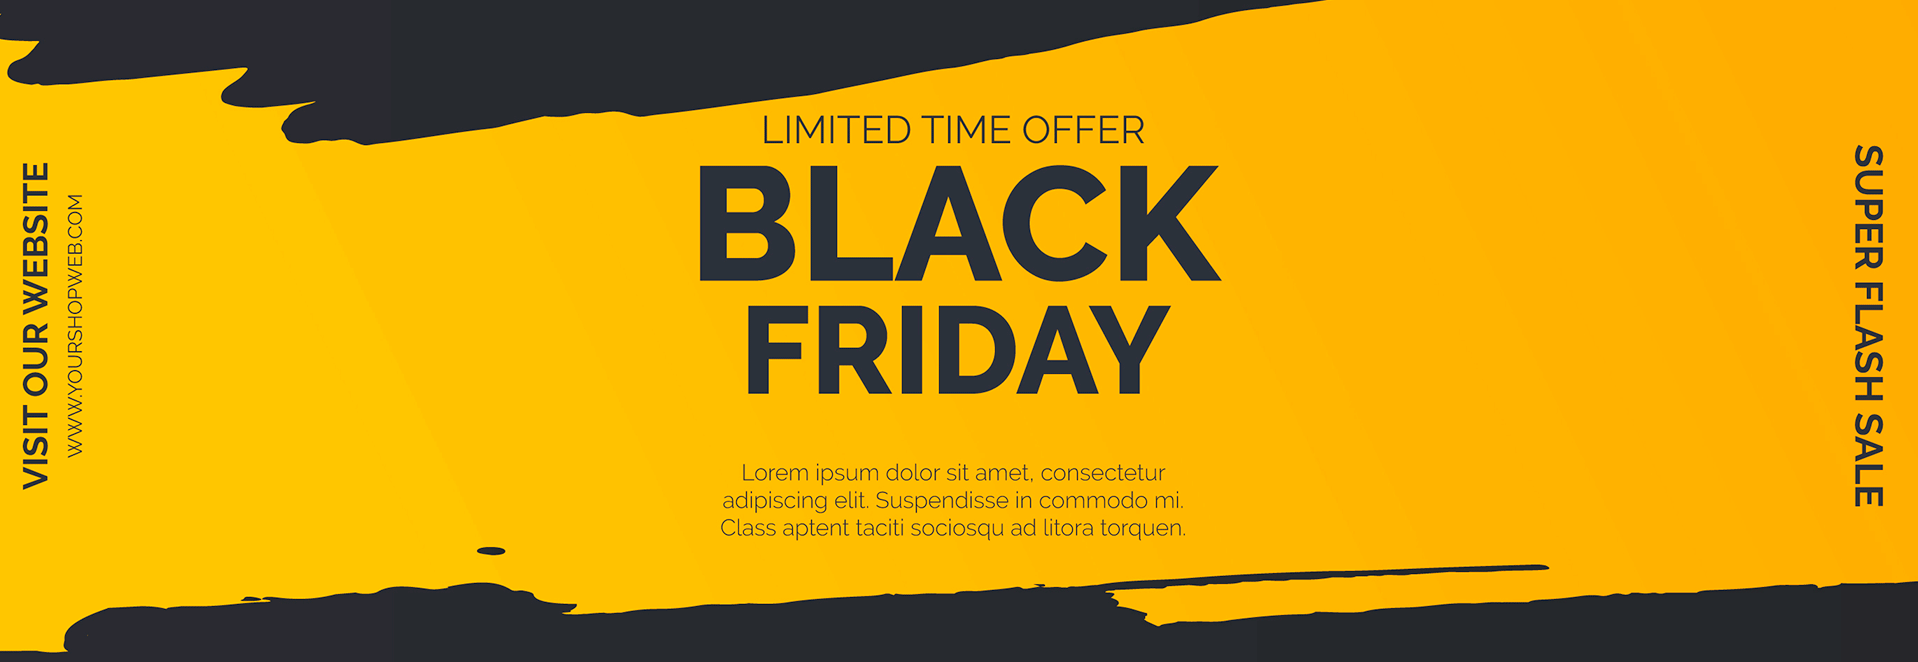 VISIT OUR WEBSITE
WWW.YOURSHOPWEB.COM
LIMITED TIME OFFER
BLACK
FRIDAY
Lorem ipsum dolor sit amet, consectetur
adipiscing elit. Suspendisse in commodo mi.
Class aptent taciti sociosqu ad litora torquen.
SUPER FLASH SALE